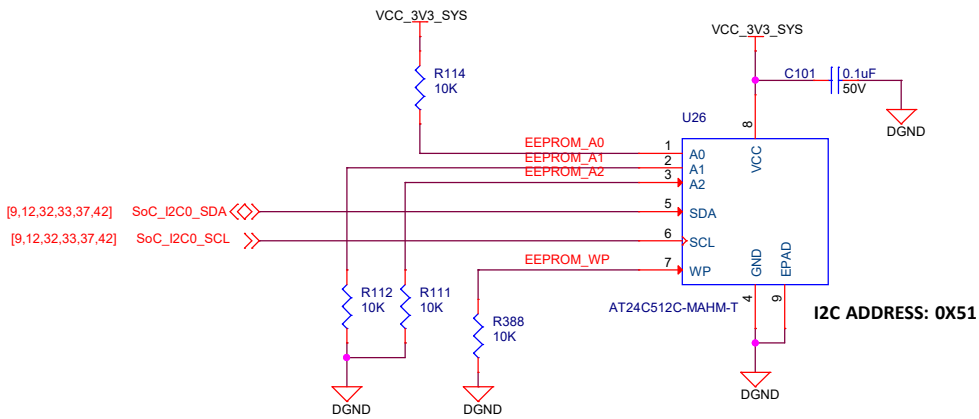 VCC_3V3_SYS
VCC_3V3_SYS
R114
10K
C101
0.1uF
50V
DGND
U26
8
VCC
EEPROM_A0
1
A0
EEPROM_A1
2
A1
EEPROM_A2
3
A2
[9,12,32,33,37,42] SoC_I2C0_SDA
5
SDA
[9,12,32,33,37,42] SoC_I2C0_SCL
6
SCL
EEPROM_WP
7
WP
GND
EPAD
4
9
R112
10K
R111
10K
R388
10K
AT24C512C-MAHM-T
I2C ADDRESS: 0X51
DGND
DGND
DGND